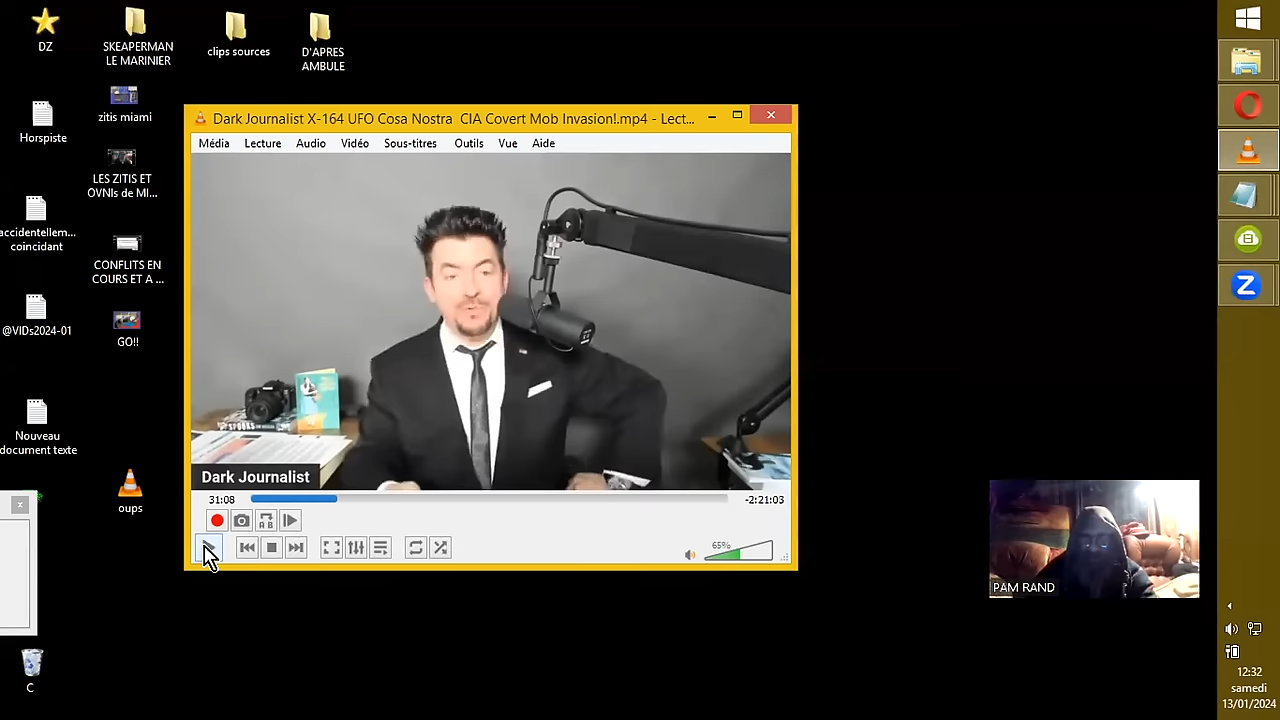 DZ
SKEAPERMAN
LE MARINIER
clips sources
D'APRES
AMBULE
Horspiste
zitis miami
LES ZITIS ET
OVNIs de MI...
accidentellem...
coincidant
CONFLITS EN
COURS ET A ...
@VIDs2024-01
GO!!
Nouveau
document texte
oups
x
C
Dark Journalist X-164 UFO Cosa Nostra CIA Covert Mob Invasion!.mp4 - Lect...
Média Lecture Audio Vidéo Sous-titres Outils Vue Aide
SPOOKS
Dark Journalist
31:08
-2:21:03
A B
65%
PAM RAND
Z
12:32
samedi
13/01/2024